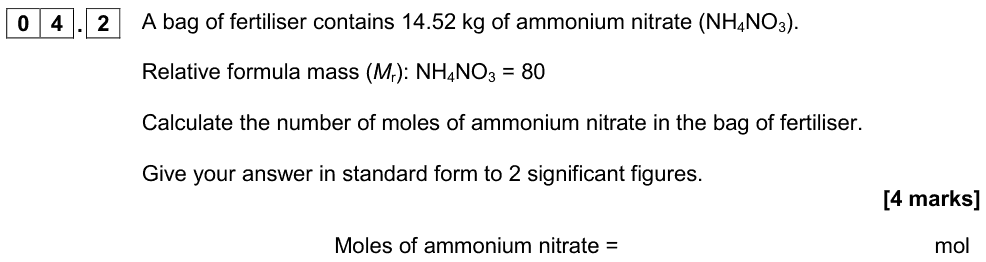 0 4 . 2 A bag of fertiliser contains 14.52 kg of ammonium nitrate (NH₄NO₃).
Relative formula mass (Mᵣ): NH₄NO₃ = 80
Calculate the number of moles of ammonium nitrate in the bag of fertiliser.
Give your answer in standard form to 2 significant figures.
[4 marks]
Moles of ammonium nitrate = mol